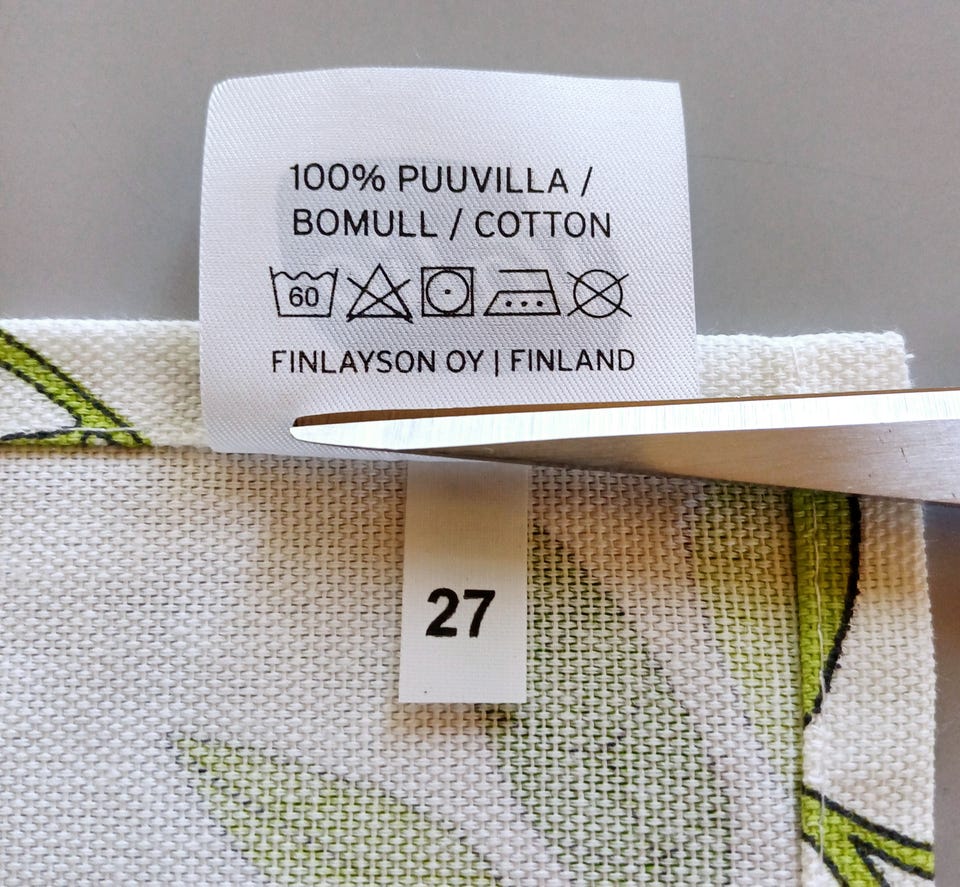 100% PUUVILLA /
BOMULL / COTTON
60
FINLAYSON OY | FINLAND
27